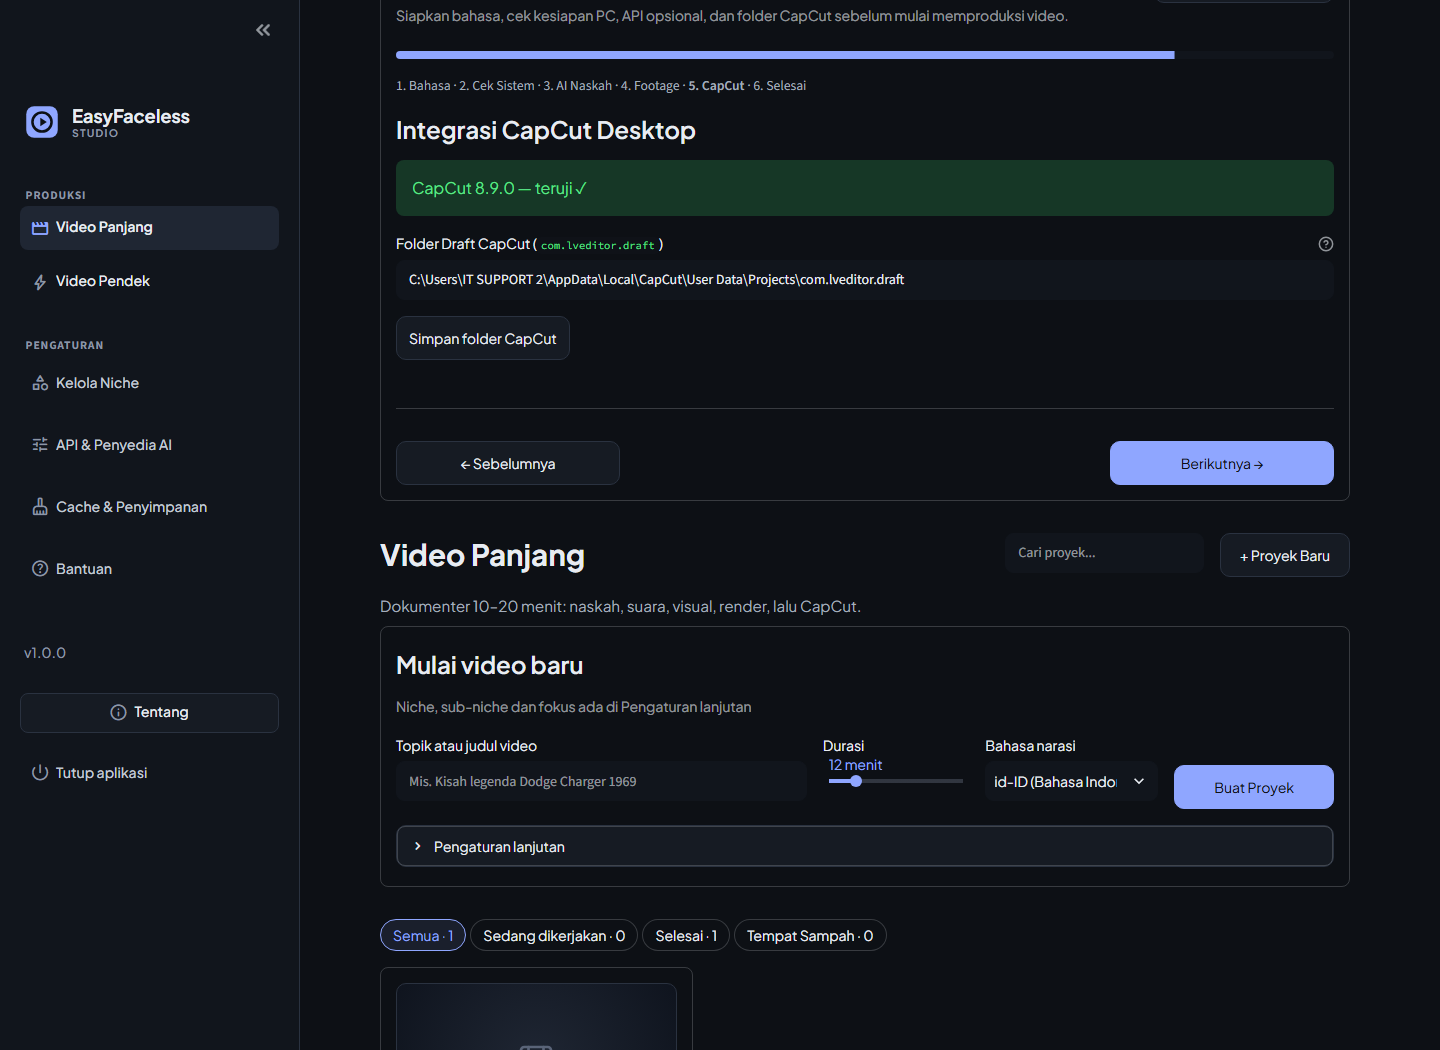 EasyFaceless
STUDIO
PRODUKSI
Video Panjang
Video Pendek
PENGATURAN
Kelola Niche
API & Penyedia AI
Cache & Penyimpanan
Bantuan
v1.0.0
Tentang
Tutup aplikasi
Siapkan bahasa, cek kesiapan PC, API opsional, dan folder CapCut sebelum mulai memproduksi video.
1. Bahasa · 2. Cek Sistem · 3. AI Naskah · 4. Footage · 5. CapCut · 6. Selesai
Integrasi CapCut Desktop
CapCut 8.9.0 — teruji ✓
Folder Draft CapCut ( com.lveditor.draft )
C:\Users\IT SUPPORT 2\AppData\Local\CapCut\User Data\Projects\com.lveditor.draft
Simpan folder CapCut
← Sebelumnya
Berikutnya →
Video Panjang
Cari proyek...
+ Proyek Baru
Dokumenter 10–20 menit: naskah, suara, visual, render, lalu CapCut.
Mulai video baru
Niche, sub-niche dan fokus ada di Pengaturan lanjutan
Topik atau judul video
Mis. Kisah legenda Dodge Charger 1969
Durasi
12 menit
Bahasa narasi
id-ID (Bahasa Indo
Buat Proyek
Pengaturan lanjutan
Semua · 1
Sedang dikerjakan · 0
Selesai · 1
Tempat Sampah · 0